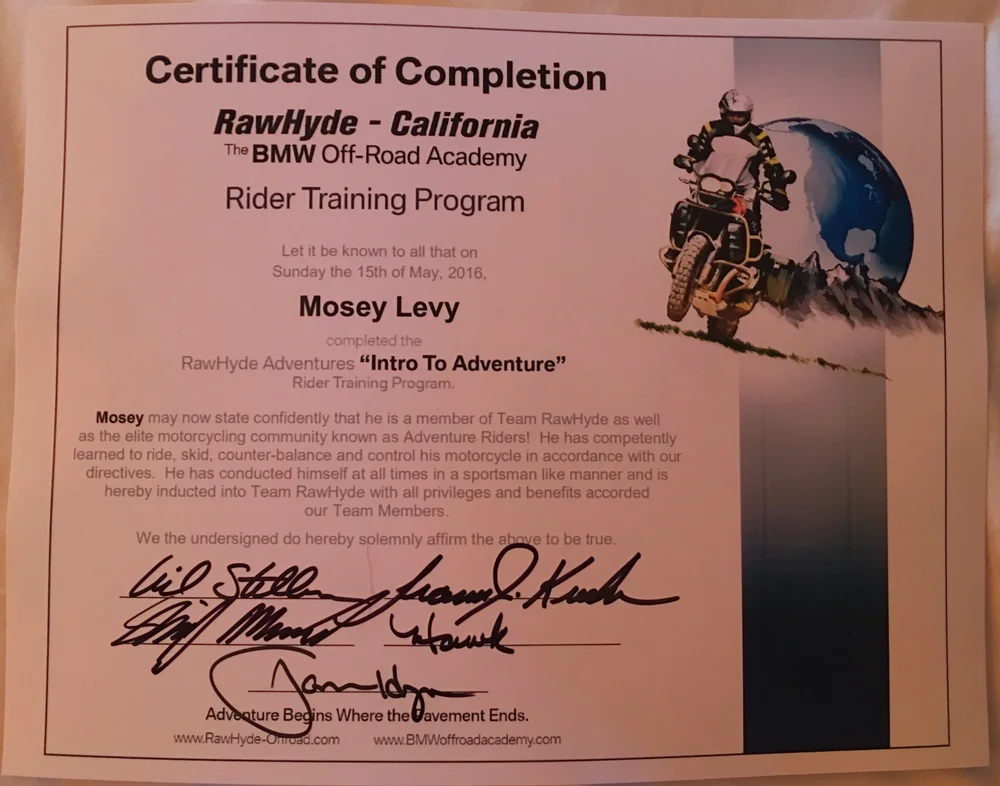 Certificate of Completion
RawHyde - California
The BMW Off-Road Academy
Rider Training Program
Let it be known to all that on
Sunday the 15th of May, 2016,
Mosey Levy
completed the
RawHyde Adventures “Intro To Adventure”
Rider Training Program.
Mosey may now state confidently that he is a member of Team RawHyde as well
as the elite motorcycling community known as Adventure Riders! He has competently
learned to ride, skid, counter-balance and control his motorcycle in accordance with our
directives. He has conducted himself at all times in a sportsman like manner and is
hereby inducted into Team RawHyde with all privileges and benefits accorded
our Team Members.
We the undersigned do hereby solemnly affirm the above to be true.
Hawk
Adventure Begins Where the Pavement Ends.
www.RawHyde-Offroad.com www.BMWoffroadacademy.com